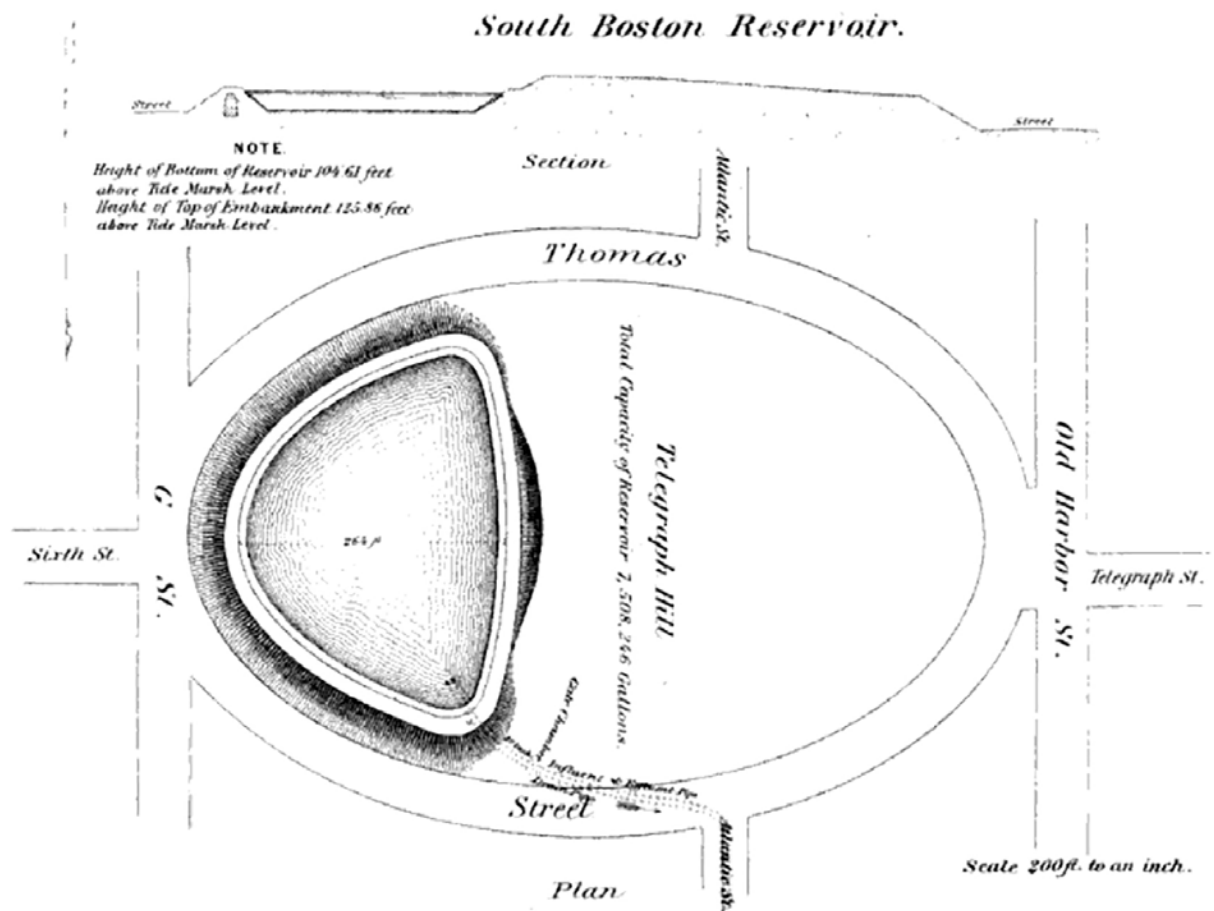 South Boston Reservoir.
Street
Street
NOTE.
Height of Bottom of Reservoir 104·61 feet
above Tide Marsh Level.
Height of Top of Embankment 125·86 feet
above Tide Marsh Level.
Section
Atlantic St.
Thomas
Total Capacity of Reservoir 7,508,246 Gallons.
Telegraph Hill
G St.
Old Harbor St.
Sixth St.
264 ft
Telegraph St.
Gate Chamber
Influent
Street
Atlantic St.
Scale 200ft. to an inch.
Plan